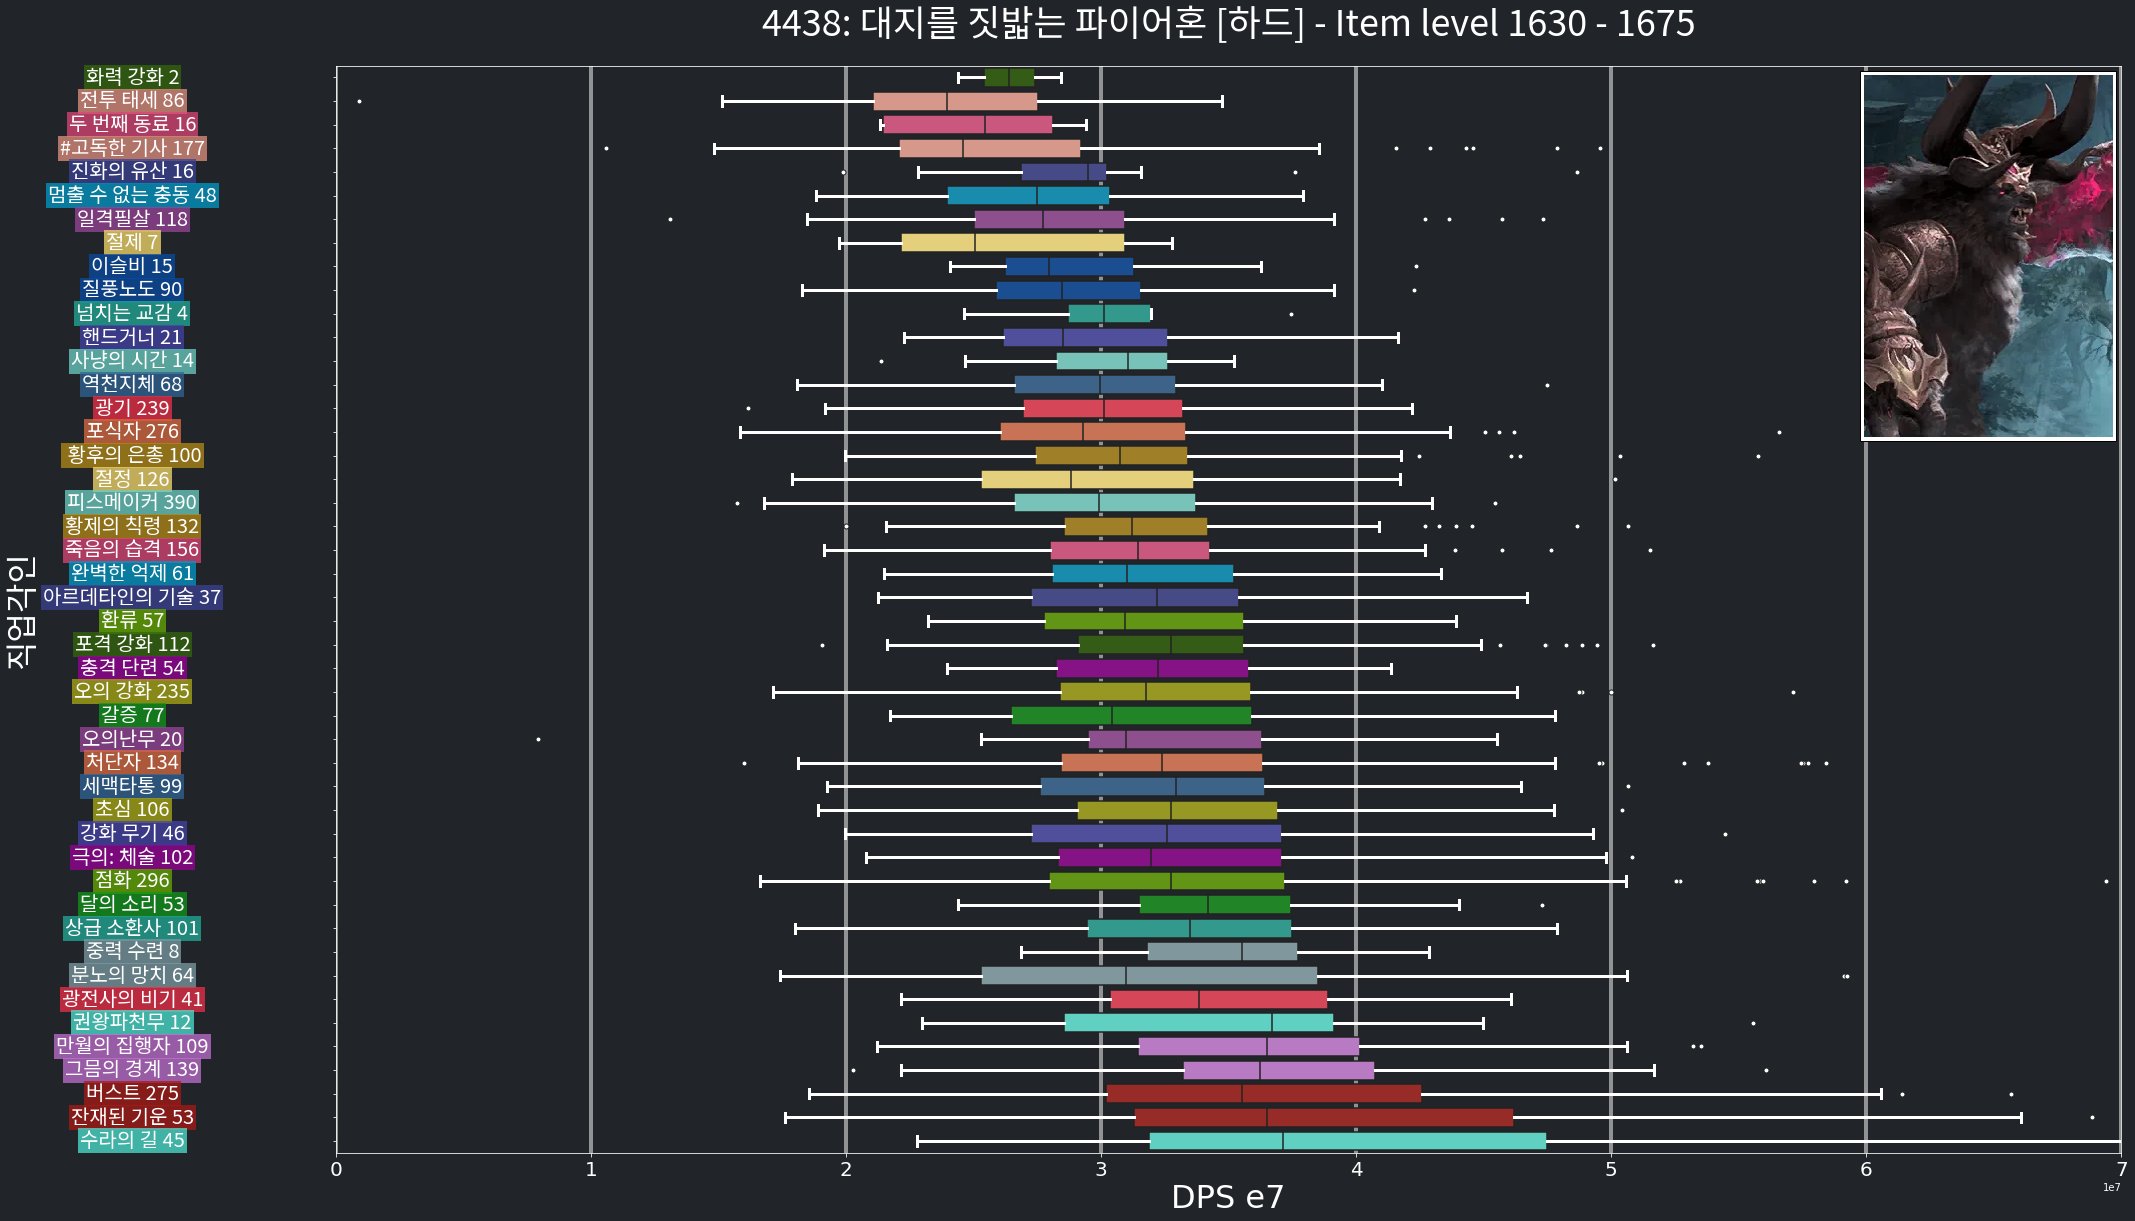 4438: 대지를 짓밟는 파이어혼 [하드] - Item level 1630 - 1675
화력 강화 2
전투 태세 86
두 번째 동료 16
#고독한 기사 177
진화의 유산 16
멈출 수 없는 충동 48
일격필살 118
절제 7
이슬비 15
질풍노도 90
넘치는 교감 4
핸드거너 21
사냥의 시간 14
역천지체 68
광기 239
포식자 276
황후의 은총 100
절정 126
피스메이커 390
황제의 칙령 132
죽음의 습격 156
완벽한 억제 61
아르데타인의 기술 37
환류 57
포격 강화 112
충격 단련 54
오의 강화 235
갈증 77
오의난무 20
처단자 134
세맥타통 99
초심 106
강화 무기 46
극의: 체술 102
점화 296
달의 소리 53
상급 소환사 101
중력 수련 8
분노의 망치 64
광전사의 비기 41
권왕파천무 12
만월의 집행자 109
그믐의 경계 139
버스트 275
잔재된 기운 53
수라의 길 45
직업각인
0 1 2 3 4 5 6 7
1e7
DPS e7